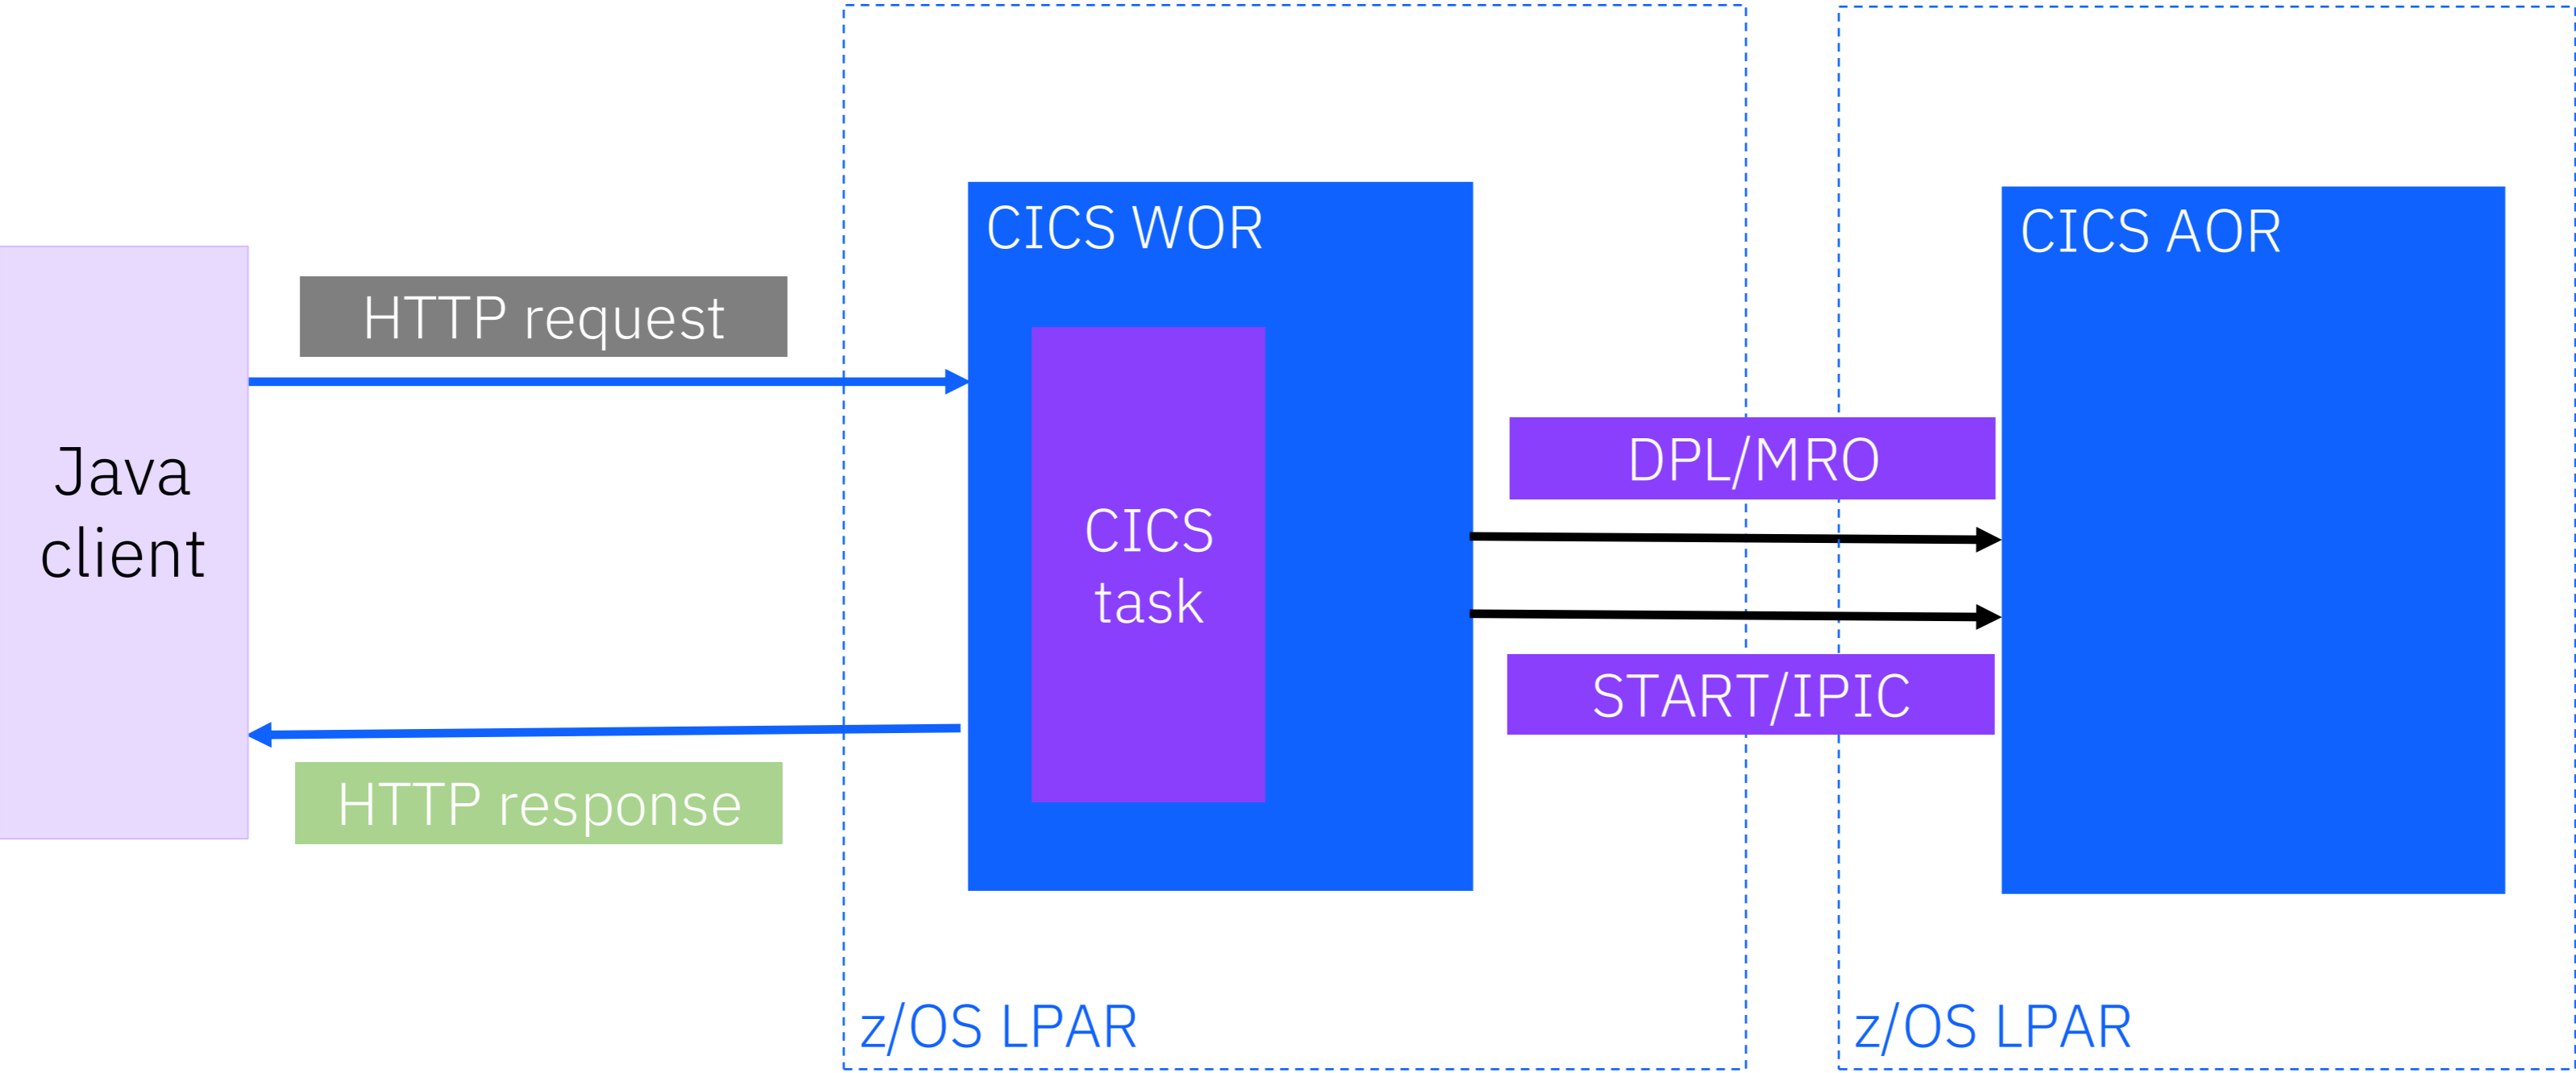 Java
client
HTTP request
HTTP response
CICS WOR
CICS
task
z/OS LPAR
DPL/MRO
START/IPIC
CICS AOR
z/OS LPAR